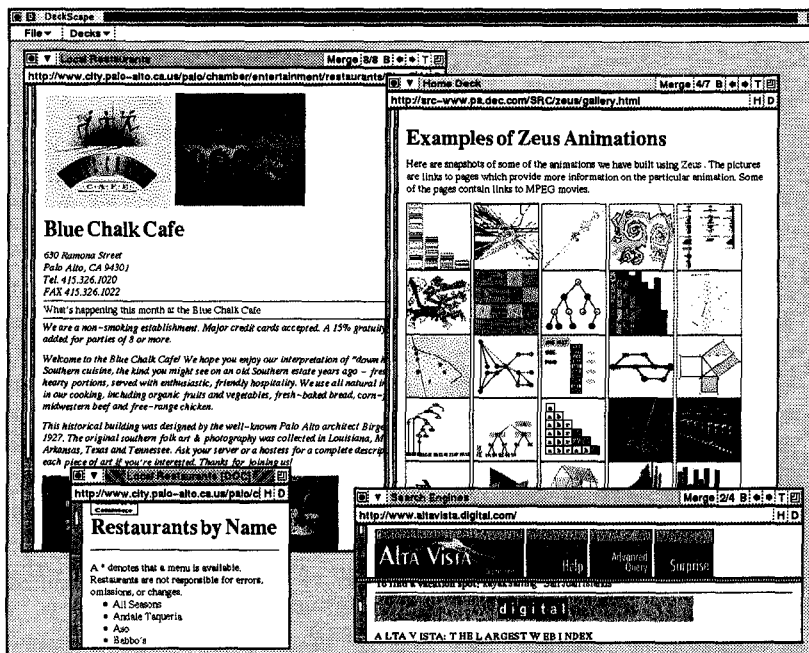 DeckScape
File Decks
Local Restaurants Merge 8/8 B T
http://www.city.palo-alto.ca.us/palo/chamber/entertainment/restaurants/
CAFE
Blue Chalk Cafe
630 Ramona Street
Palo Alto, CA 94301
Tel. 415.326.1020
FAX 415.326.1022
What's happening this month at the Blue Chalk Cafe
We are a non-smoking establishment. Major credit cards accepted. A 15% gratuity
added for parties of 8 or more.
Welcome to the Blue Chalk Cafe! We hope you enjoy our interpretation of "down
Southern cuisine, the kind you might see on an old Southern estate years ago -
hearty portions, served with enthusiastic, friendly hospitality. We use all natural
in our cooking, including organic fruits and vegetables, fresh-baked bread, corn-
midwestern beef and free-range chicken.
This historical building was designed by the well-known Palo Alto architect Birge
1927. The original southern folk art & photography was collected in Louisiana, M
Arkansas, Texas and Tennessee. Ask your server or a hostess for a complete descrip
each piece of art if you're interested. Thanks for joining us!
Home Deck Merge 4/7 B T
http://src-www.pa.dec.com/SRC/zeus/gallery.html H D
Examples of Zeus Animations
Here are snapshots of some of the animations we have built using Zeus. The pictures
are links to pages which provide more information on the particular animation. Some
of the pages contain links to MPEG movies.
Local Restaurants [DOC]
http://www.city.palo-alto.ca.us/palo/c H D
Restaurants by Name
A * denotes that a menu is available.
Restaurants are not responsible for errors,
omissions, or changes.
All Seasons
Andale Taqueria
Aso
Babbo's
Search Engines Merge 2/4 B T
http://www.altavista.digital.com/ H D
ALTA VISTA Help Advanced Query Surprise
To find a vacation spot:
digital
ALTA VISTA: THE LARGEST WEB INDEX